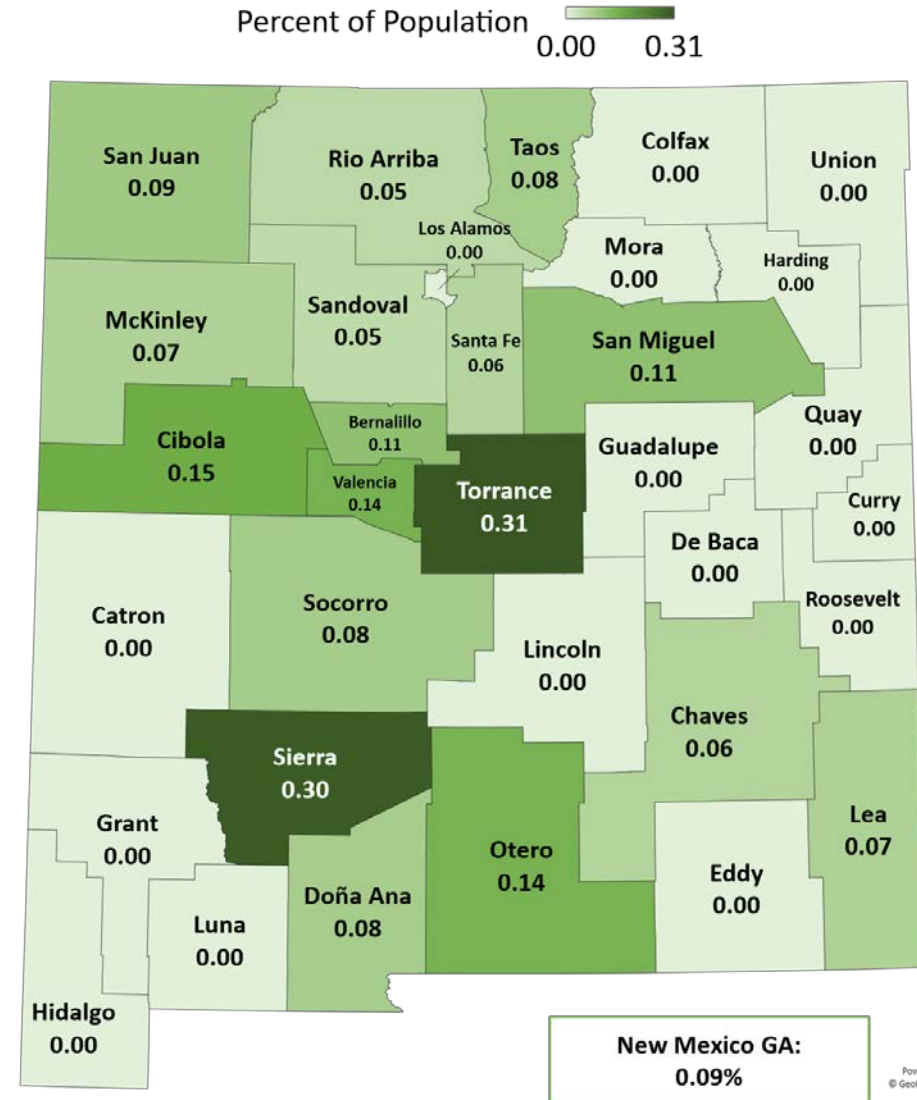 Percent of Population
0.00 0.31
San Juan
0.09
Rio Arriba
0.05
Taos
0.08
Colfax
0.00
Union
0.00
Los Alamos
0.00
Mora
0.00
Harding
0.00
McKinley
0.07
Sandoval
0.05
Santa Fe
0.06
San Miguel
0.11
Cibola
0.15
Bernalillo
0.11
Valencia
0.14
Torrance
0.31
Guadalupe
0.00
Quay
0.00
Curry
0.00
De Baca
0.00
Roosevelt
0.00
Catron
0.00
Socorro
0.08
Lincoln
0.00
Chaves
0.06
Sierra
0.30
Grant
0.00
Otero
0.14
Lea
0.07
Eddy
0.00
Doña Ana
0.08
Luna
0.00
Hidalgo
0.00
New Mexico GA:
0.09%